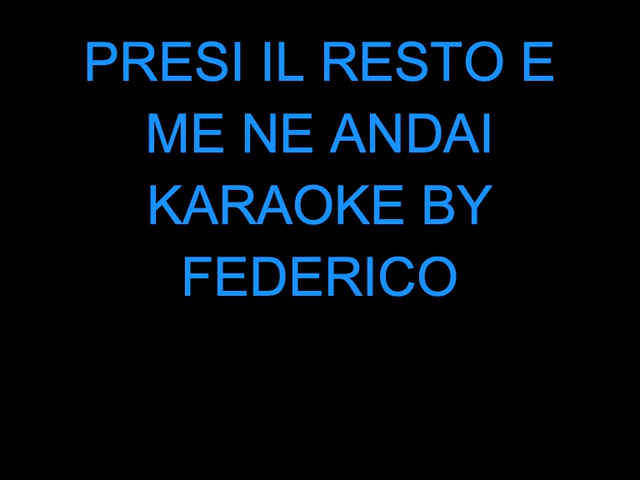 PRESI IL RESTO E
ME NE ANDAI
KARAOKE BY
FEDERICO